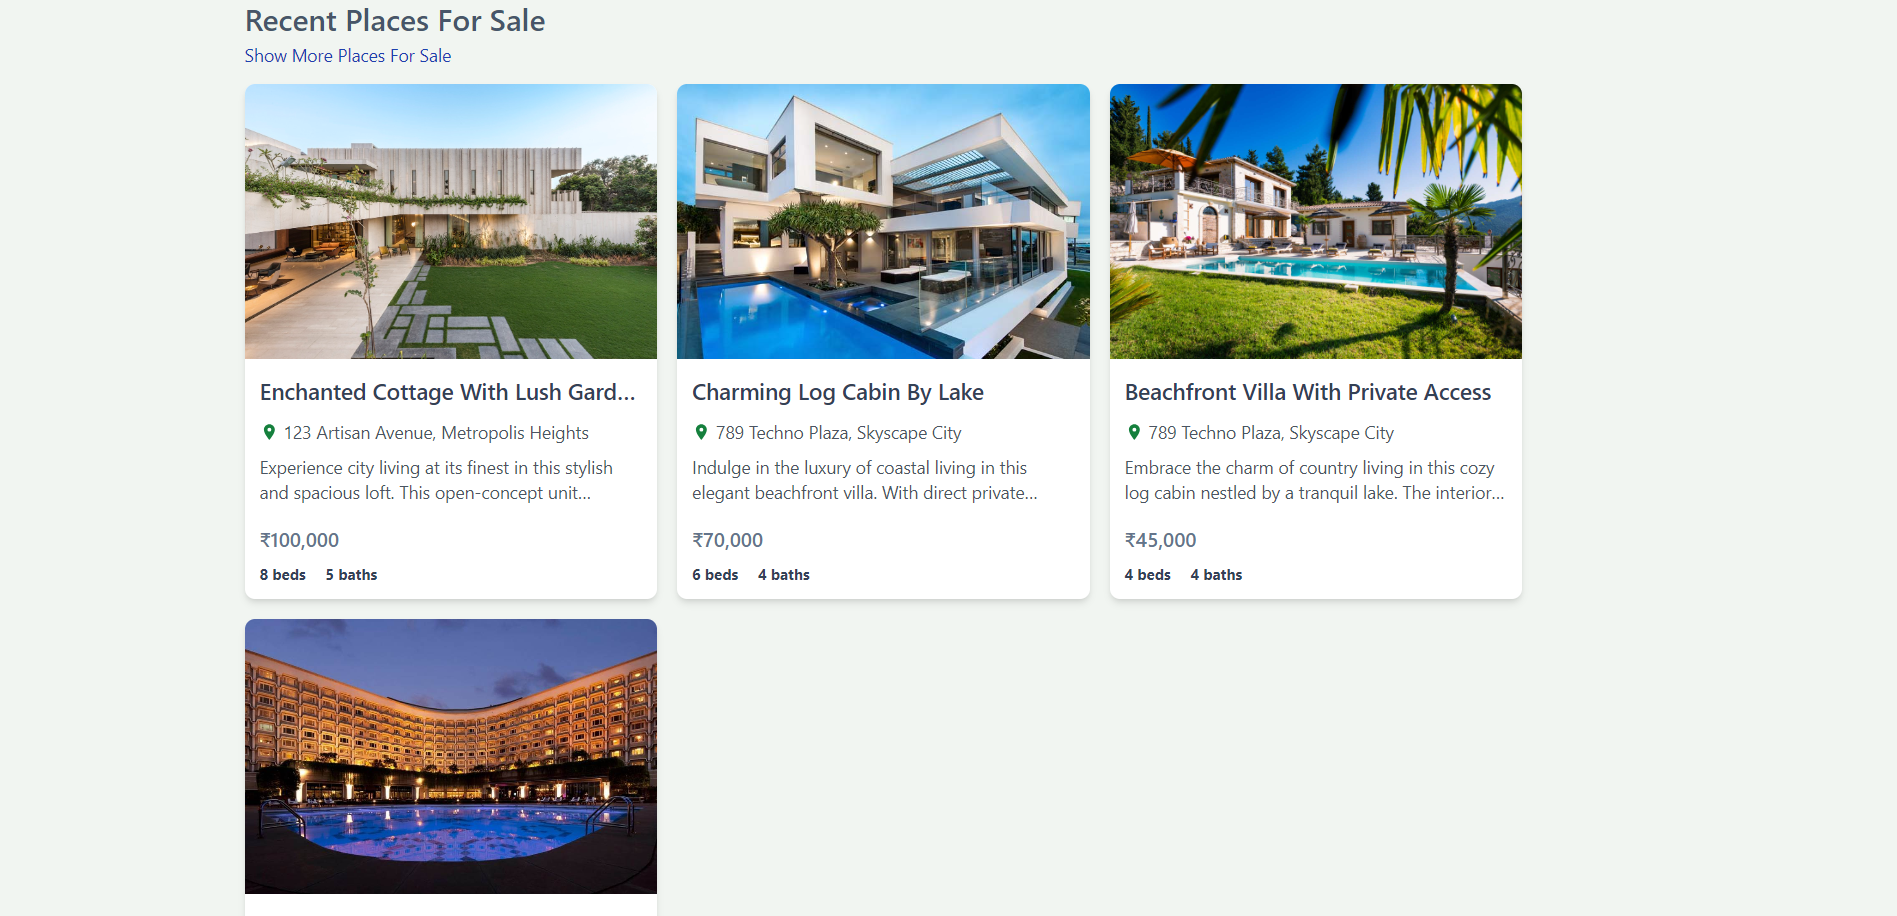 Recent Places For Sale
Show More Places For Sale
Enchanted Cottage With Lush Gard...
123 Artisan Avenue, Metropolis Heights
Experience city living at its finest in this stylish
and spacious loft. This open-concept unit...
₹100,000
8 beds 5 baths
Charming Log Cabin By Lake
789 Techno Plaza, Skyscape City
Indulge in the luxury of coastal living in this
elegant beachfront villa. With direct private...
₹70,000
6 beds 4 baths
Beachfront Villa With Private Access
789 Techno Plaza, Skyscape City
Embrace the charm of country living in this cozy
log cabin nestled by a tranquil lake. The interior...
₹45,000
4 beds 4 baths